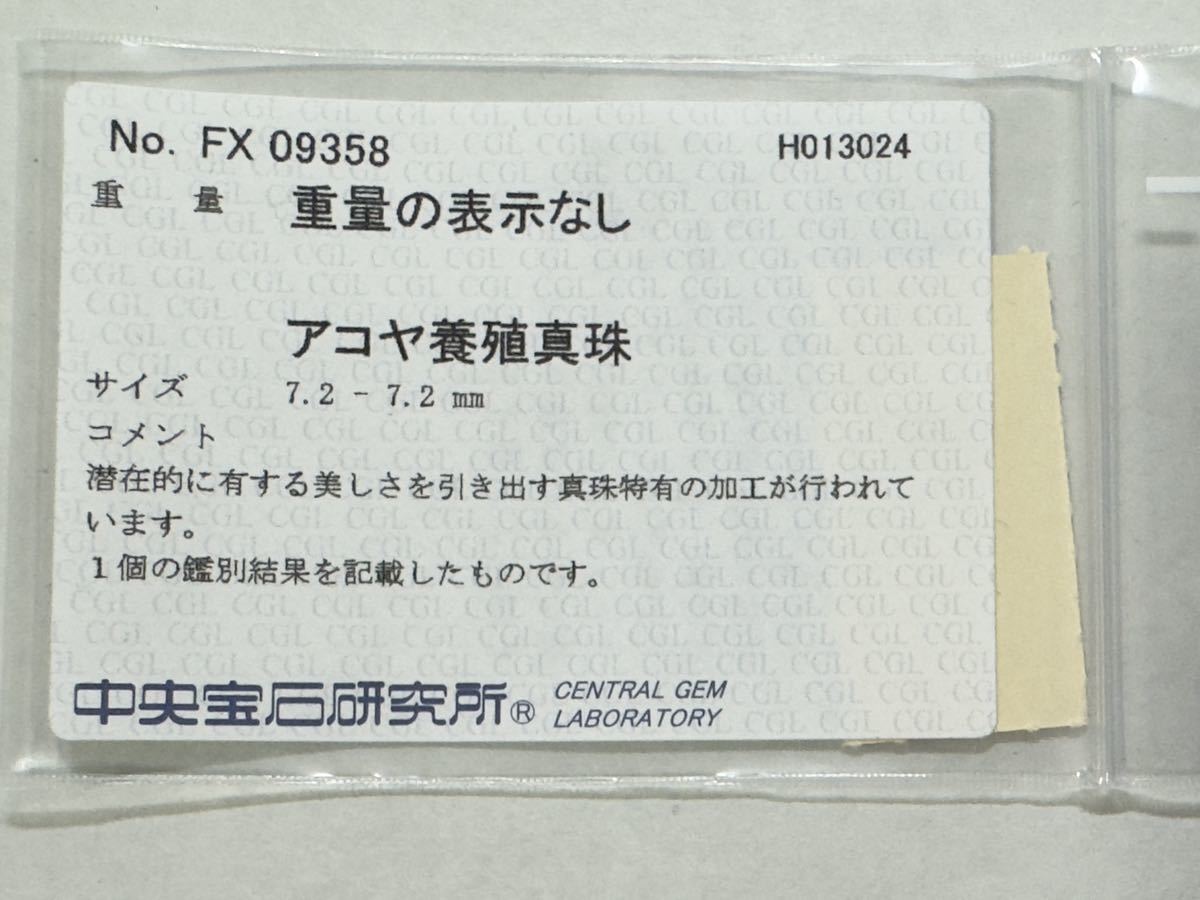 No. FX 09358 H013024
重量 重量の表示なし
アコヤ養殖真珠
サイズ 7.2 - 7.2 mm
コメント
潜在的に有する美しさを引き出す真珠特有の加工が行われて
います。
1個の鑑別結果を記載したものです。
中央宝石研究所® CENTRAL GEM
LABORATORY